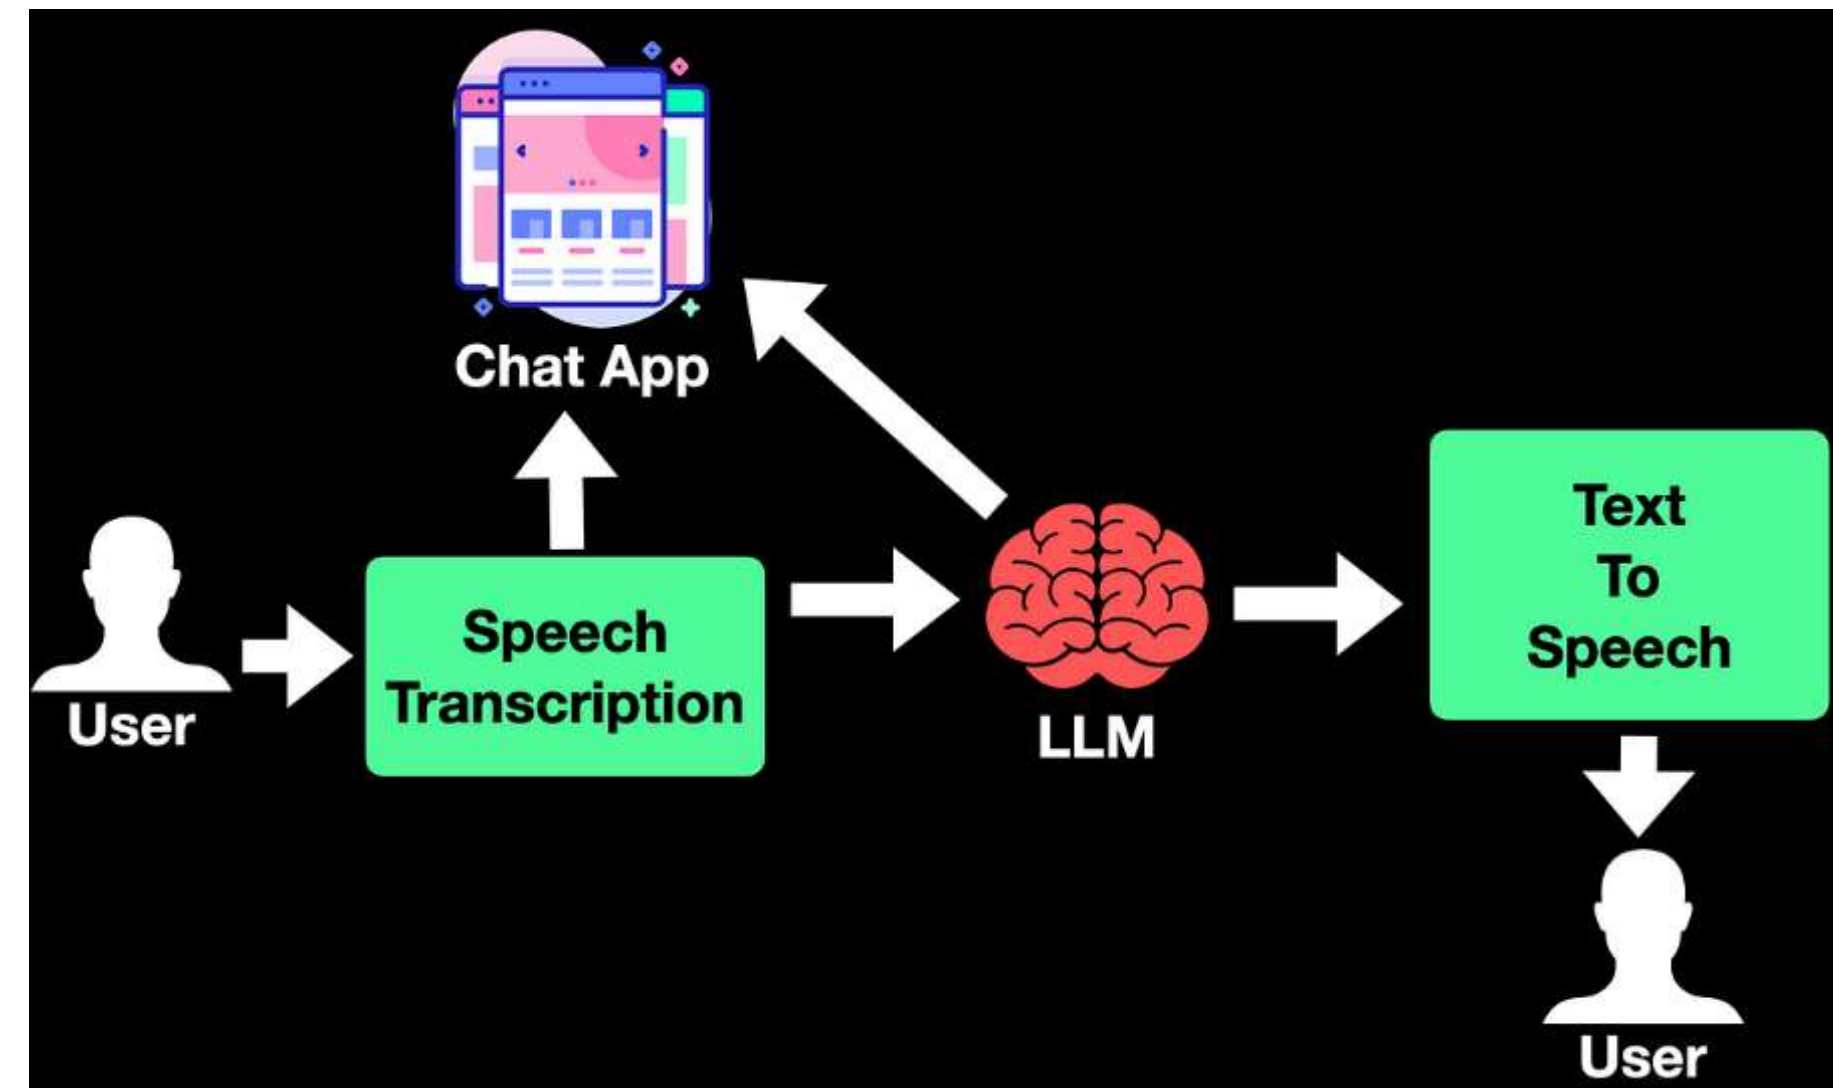 Chat App
User
Speech
Transcription
LLM
Text
To
Speech
User